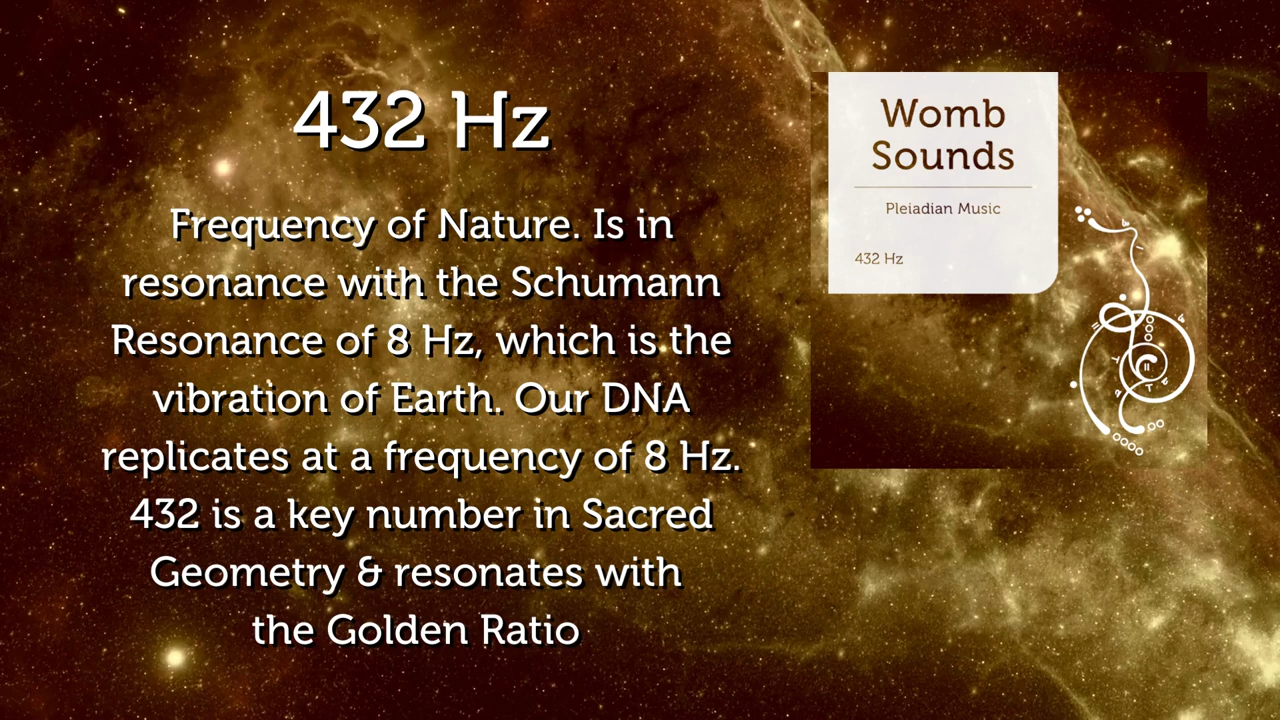 432 Hz
Frequency of Nature. Is in
resonance with the Schumann
Resonance of 8 Hz, which is the
vibration of Earth. Our DNA
replicates at a frequency of 8 Hz.
432 is a key number in Sacred
Geometry & resonates with
the Golden Ratio
Womb
Sounds
Pleiadian Music
432 Hz